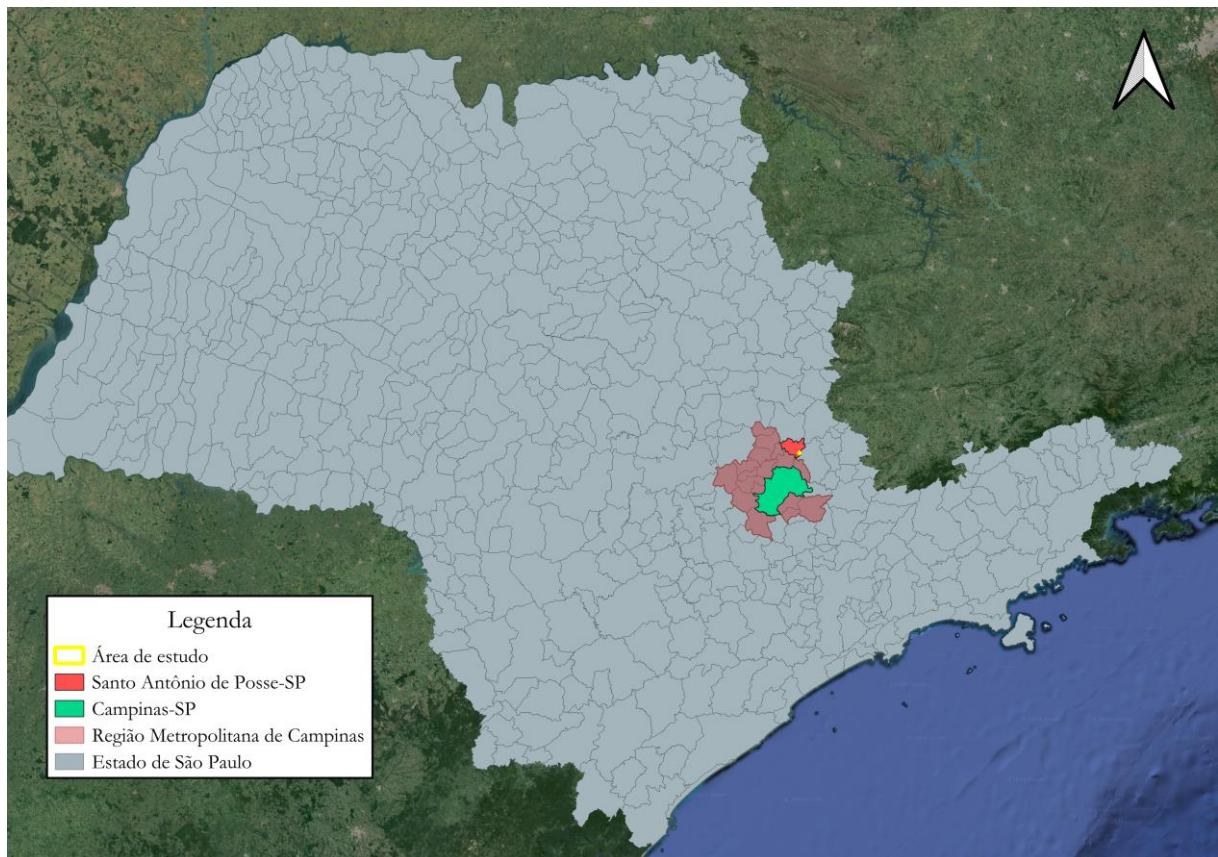 Legenda
Área de estudo
Santo Antônio de Posse-SP
Campinas-SP
Região Metropolitana de Campinas
Estado de São Paulo